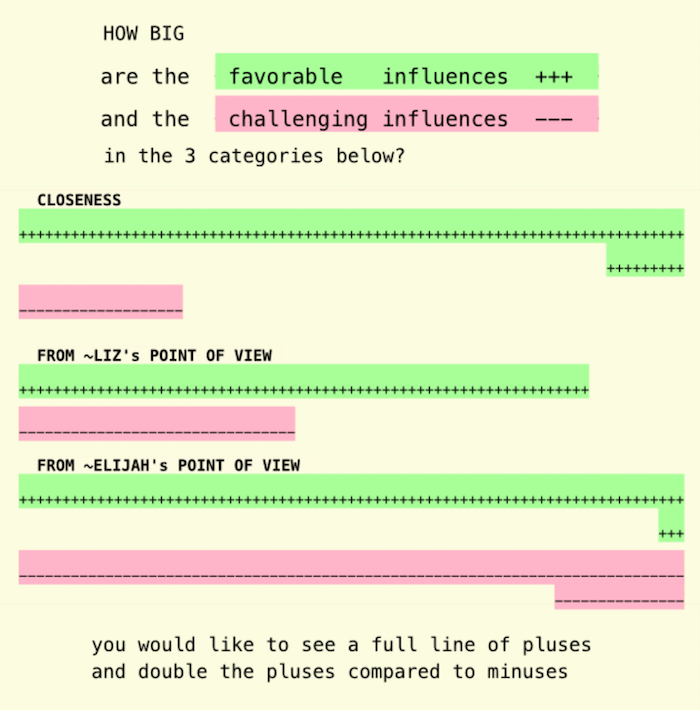 HOW BIG
are the favorable influences +++
and the challenging influences ---
in the 3 categories below?
CLOSENESS
+++++++++++++++++++++++++++++++++++++++++++++++++++++++++++++++++++++++++++++
+++++++++
-------------------
FROM ~LIZ's POINT OF VIEW
++++++++++++++++++++++++++++++++++++++++++++++++++++++++++++++++++
--------------------------------
FROM ~ELIJAH's POINT OF VIEW
+++++++++++++++++++++++++++++++++++++++++++++++++++++++++++++++++++++++++++++
+++
-----------------------------------------------------------------------------
---------------
you would like to see a full line of pluses
and double the pluses compared to minuses